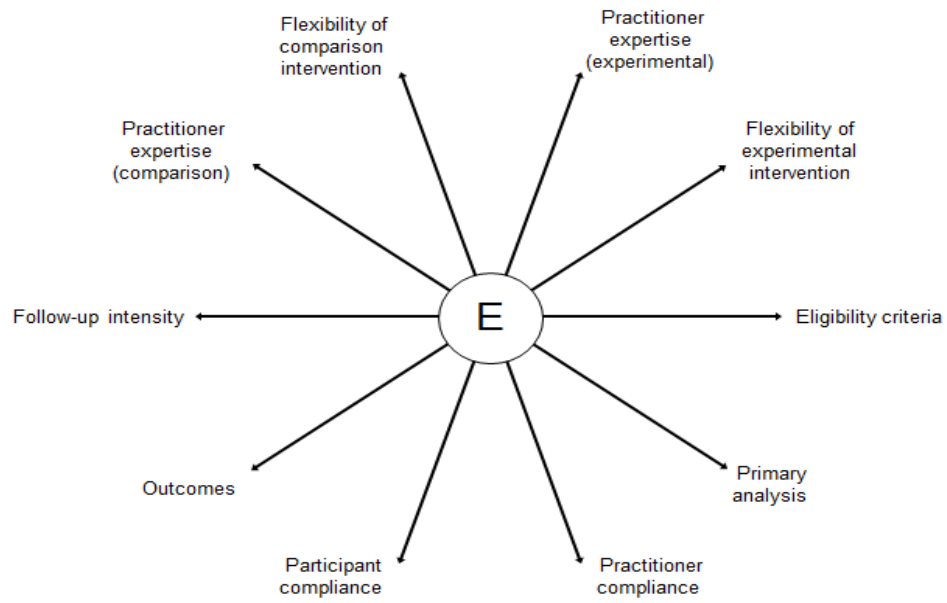 Flexibility of
comparison
intervention
Practitioner
expertise
(experimental)
Practitioner
expertise
(comparison)
Flexibility of
experimental
intervention
Follow-up intensity
E
Eligibility criteria
Outcomes
Primary
analysis
Participant
compliance
Practitioner
compliance